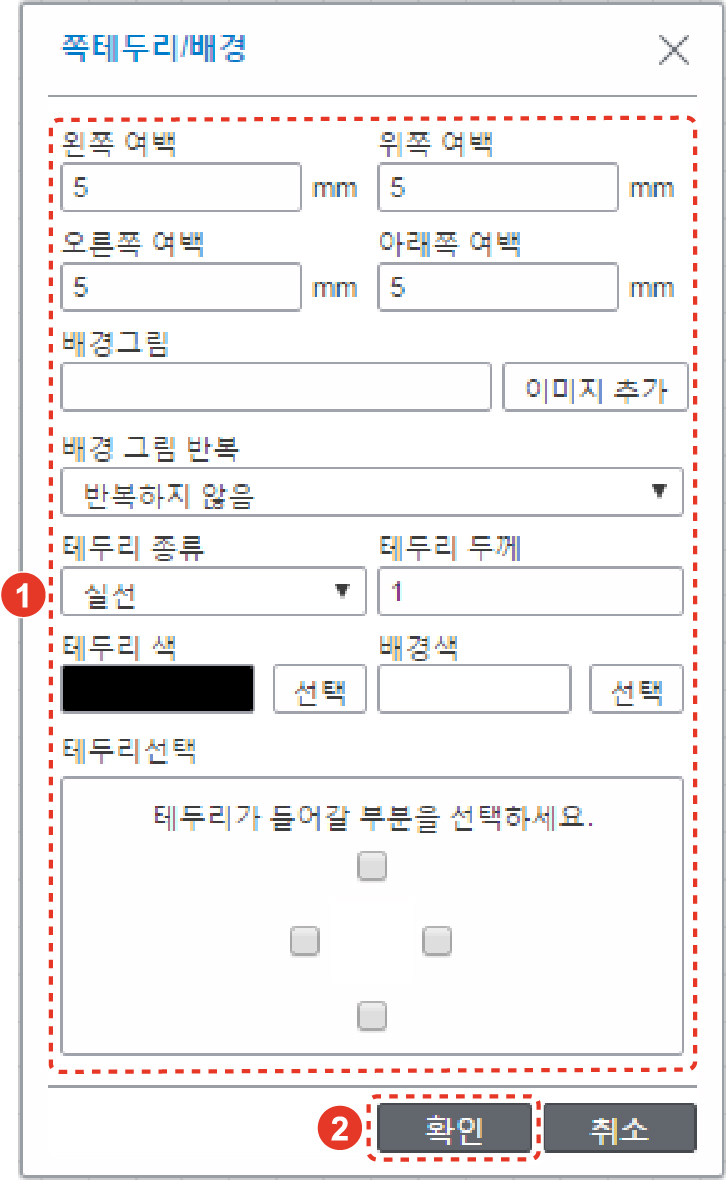 쪽테두리/배경
왼쪽 여백 위쪽 여백
5 mm 5 mm
오른쪽 여백 아래쪽 여백
5 mm 5 mm
배경그림
이미지 추가
배경 그림 반복
반복하지 않음 ▼
테두리 종류 테두리 두께
1 실선 ▼ 1
테두리 색 배경색
선택 선택
테두리선택
테두리가 들어갈 부분을 선택하세요.
2 확인 취소